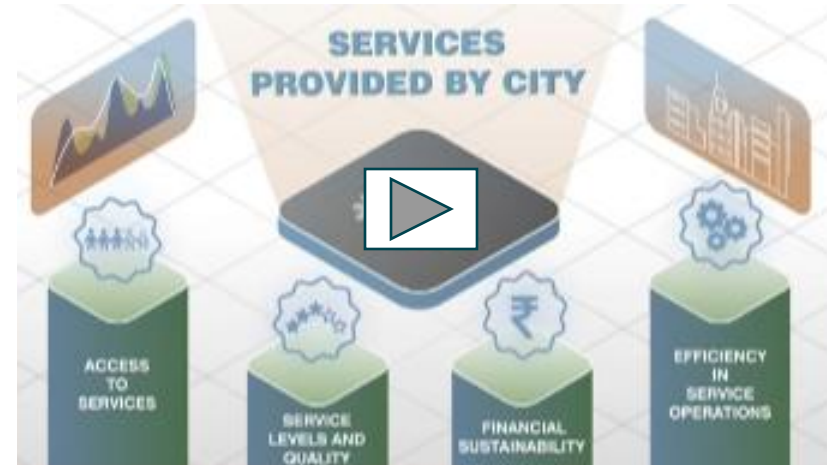 SERVICES
PROVIDED BY CITY
ACCESS
TO
SERVICES
SERVICE
LEVELS AND
QUALITY
₹
FINANCIAL
SUSTAINABILITY
EFFICIENCY
IN
SERVICE
OPERATIONS